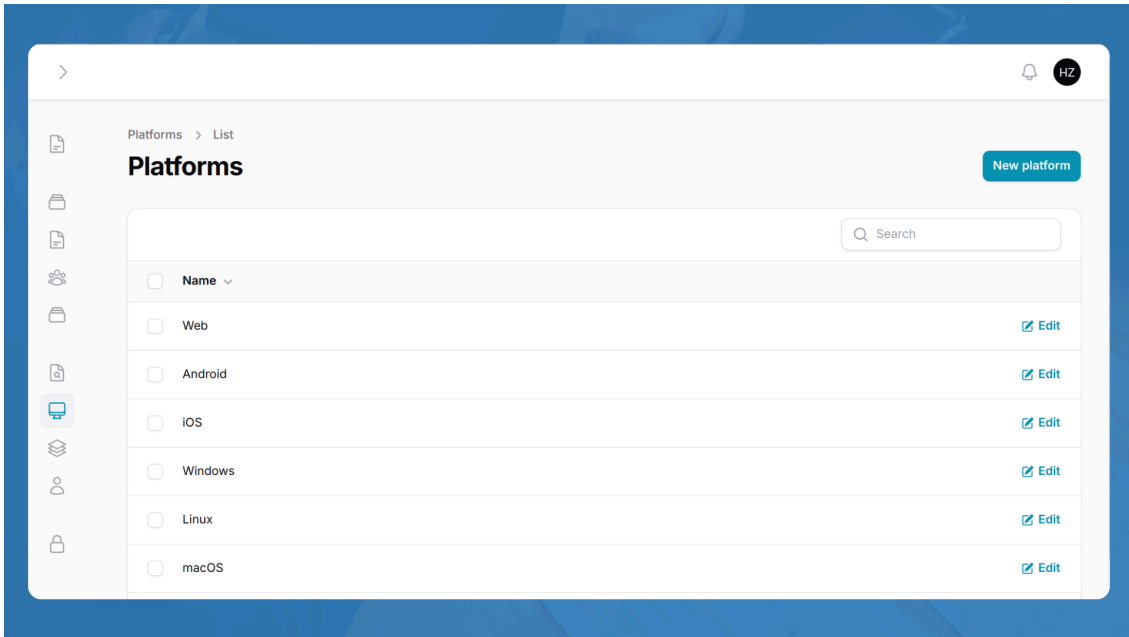 HZ
Platforms > List
Platforms
New platform
Search
Name
Web Edit
Android Edit
iOS Edit
Windows Edit
Linux Edit
macOS Edit